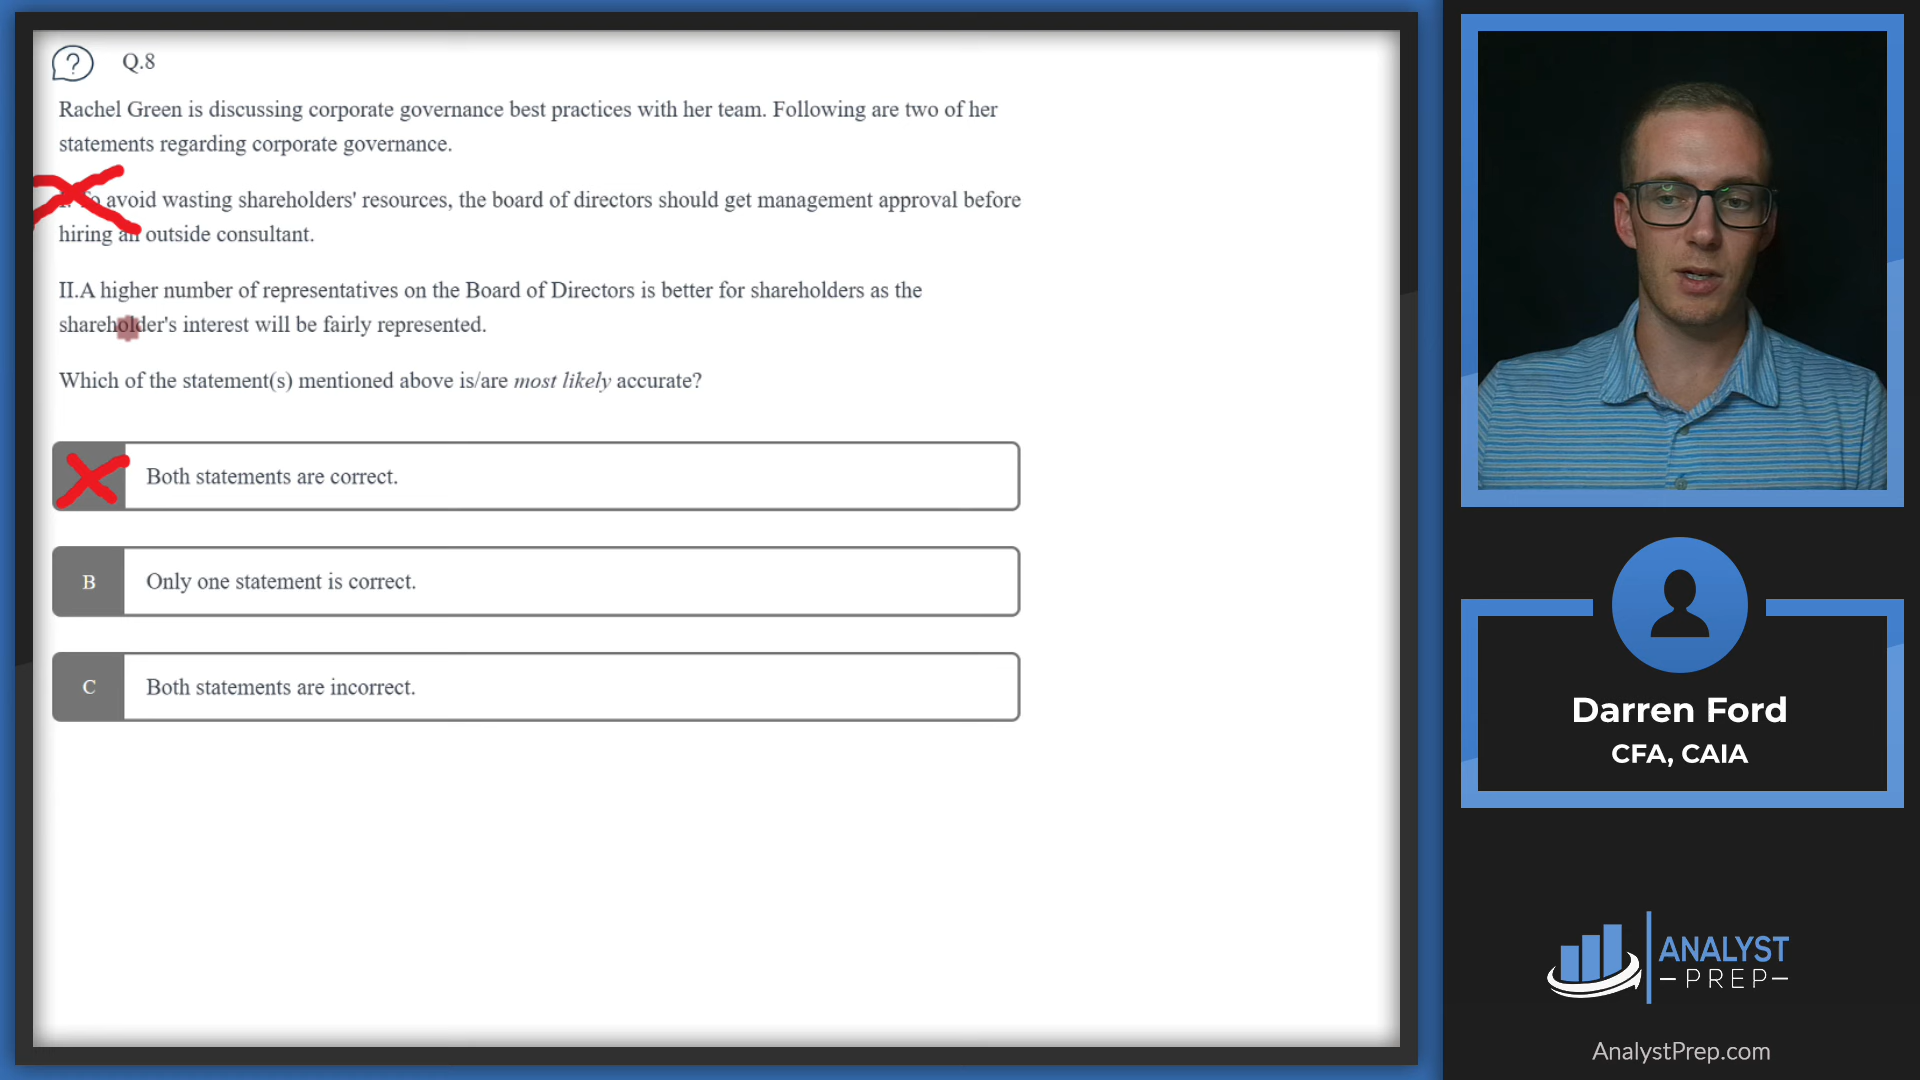 Q.8
Rachel Green is discussing corporate governance best practices with her team. Following are two of her
statements regarding corporate governance.
avoid wasting shareholders' resources, the board of directors should get management approval before
hiring an outside consultant.
II.A higher number of representatives on the Board of Directors is better for shareholders as the
shareholder's interest will be fairly represented.
Which of the statement(s) mentioned above is/are most likely accurate?
Both statements are correct.
B Only one statement is correct.
C Both statements are incorrect.
Darren Ford
CFA, CAIA
ANALYST
PREP
AnalystPrep.com